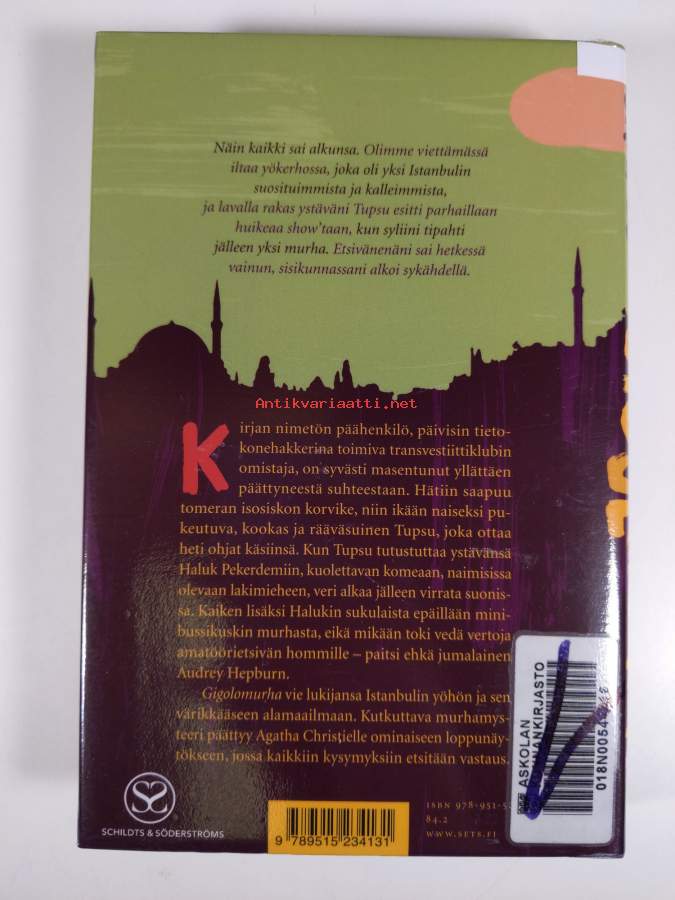 Näin kaikki sai alkunsa. Olimme viettämässä
iltaa yökerhossa, joka oli yksi Istanbulin
suosituimmista ja kalleimmista,
ja lavalla rakas ystäväni Tupsu esitti parhaillaan
huikeaa show'taan, kun syliini tipahti
jälleen yksi murha. Etsivänenäni sai hetkessä
vainun, sisikunnassani alkoi sykähdellä.
Antikvariaatti.net
Kirjan nimetön päähenkilö, päivisin tieto-
konehakkerina toimiva transvestiittiklubin
omistaja, on syvästi masentunut yllättäen
päättyneestä suhteestaan. Hätiin saapuu
tomeran isosiskon korvike, niin ikään naiseksi pu-
keutuva, kookas ja rääväsuinen Tupsu, joka ottaa
heti ohjat käsiinsä. Kun Tupsu tutustuttaa ystävänsä
Haluk Pekerdemiin, kuolettavan komeaan, naimisissa
olevaan lakimieheen, veri alkaa jälleen virrata suonis-
sa. Kaiken lisäksi Halukin sukulaista epäillään mini-
bussikuskin murhasta, eikä mikään toki vedä vertoja
amatöörietsivän hommille – paitsi ehkä jumalainen
Audrey Hepburn.
Gigolomurha vie lukijansa Istanbulin yöhön ja sen
värikkääseen alamaailmaan. Kutkuttava murhamys-
teeri päättyy Agatha Christielle ominaiseen loppunäy-
tökseen, jossa kaikkiin kysymyksiin etsitään vastaus.
SCHILDTS & SÖDERSTRÖMS
9 789515 234131
ISBN 978-951-5
84.2
WWW.SETS.FI
ASKOLAN